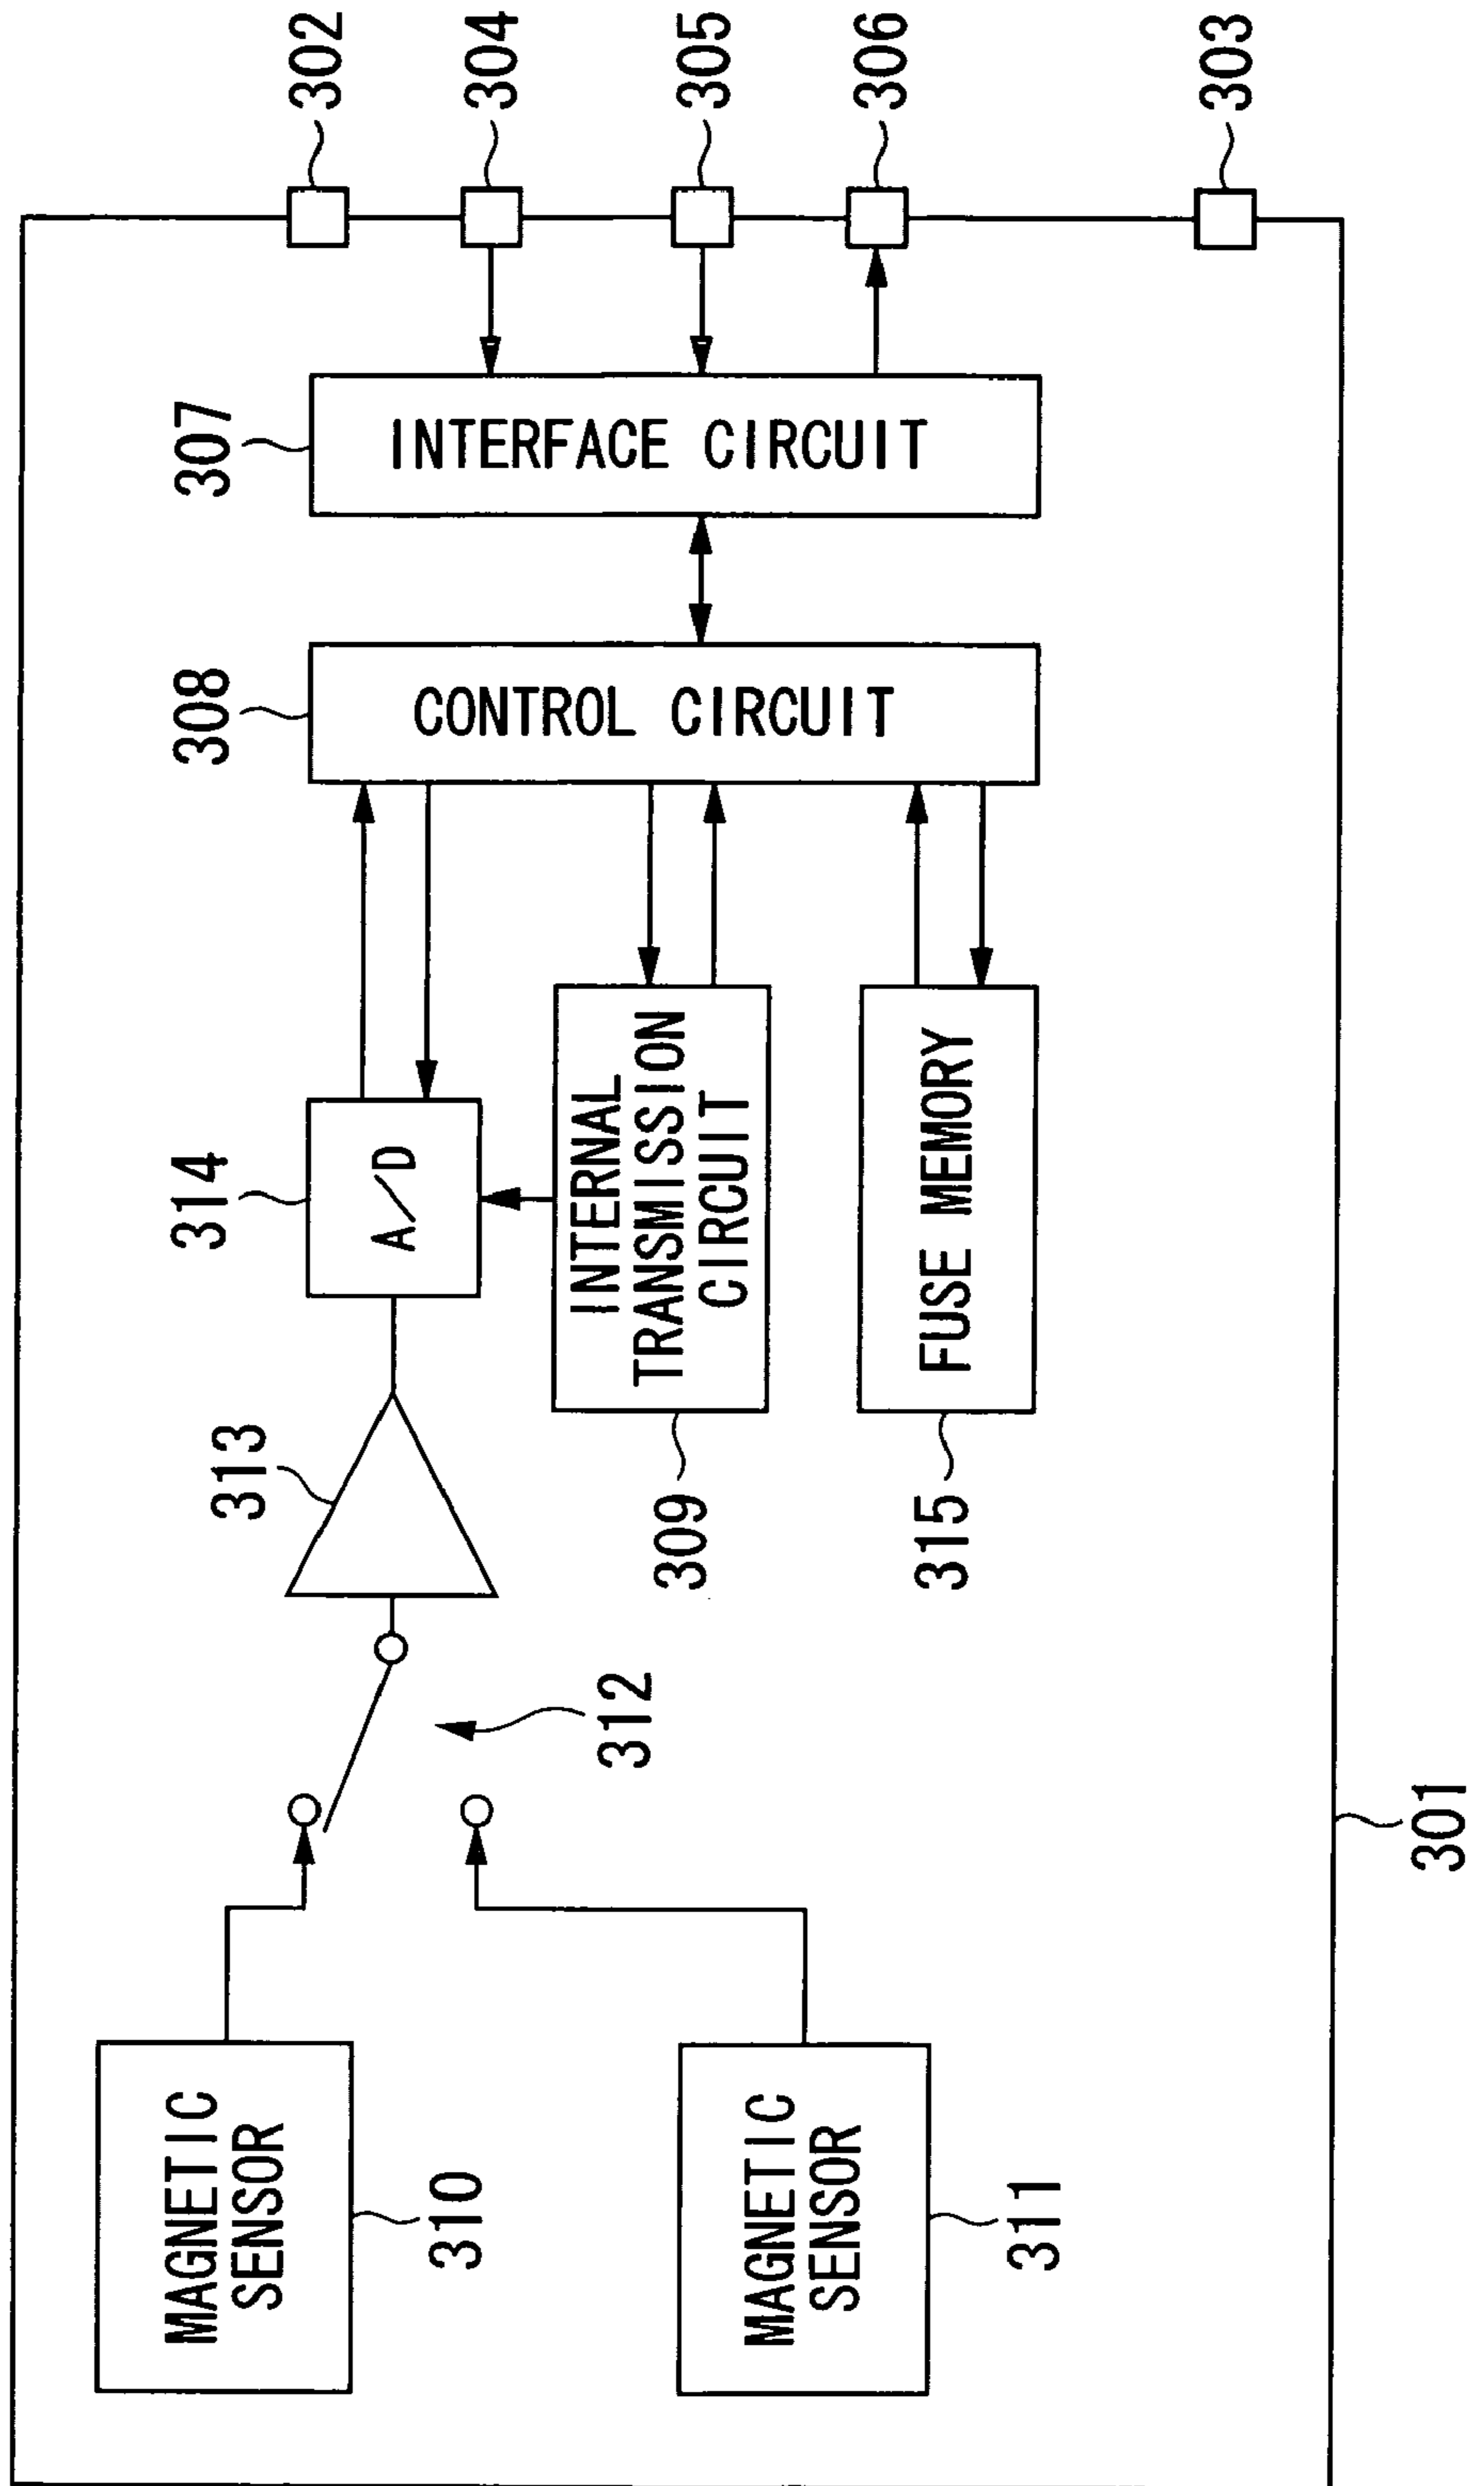 302
304
305
306
303
307
INTERFACE CIRCUIT
308
CONTROL CIRCUIT
314
A/D
INTERNAL
TRANSMISSION
CIRCUIT
FUSE MEMORY
313
309
315
312
301
MAGNETIC
SENSOR
310
MAGNETIC
SENSOR
311